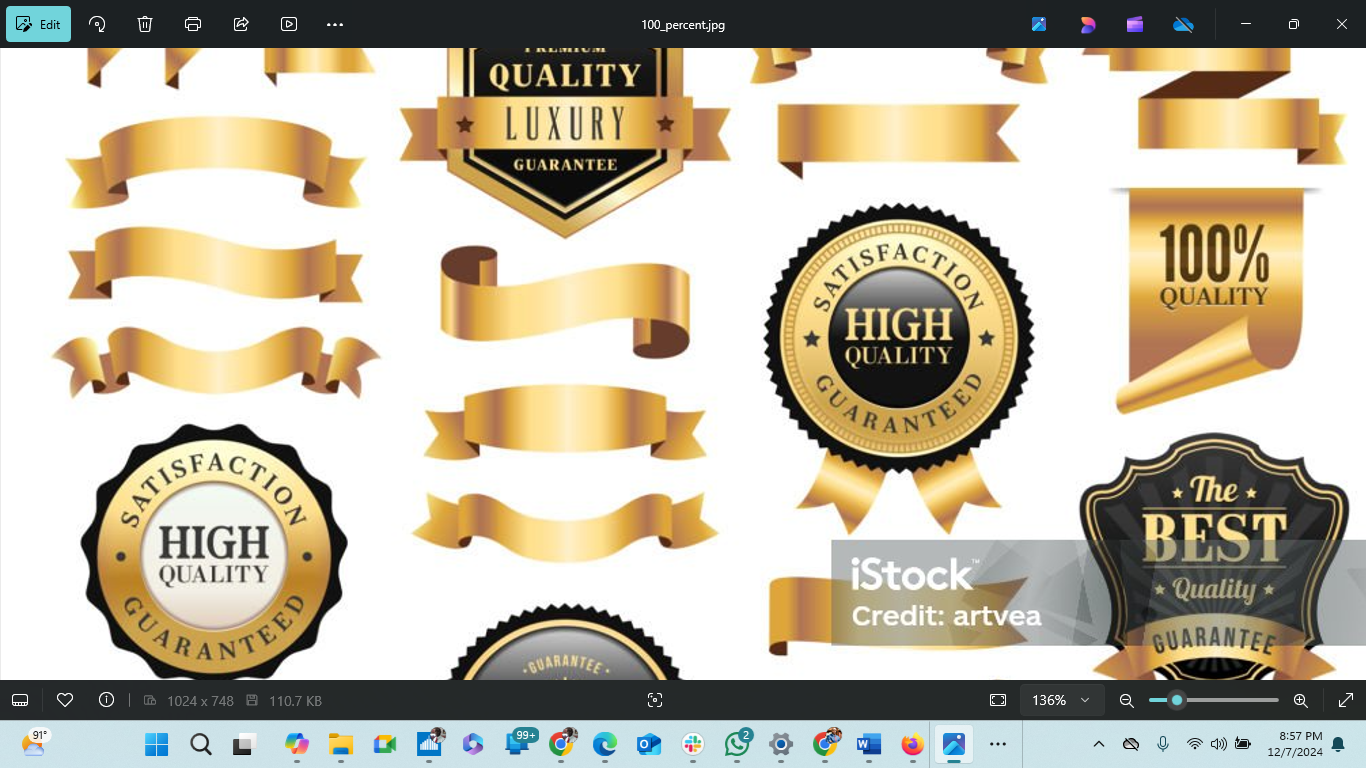 Edit
100_percent.jpg
PREMIUM
QUALITY
LUXURY
GUARANTEE
100%
QUALITY
SATISFACTION
HIGH
QUALITY
GUARANTEED
SATISFACTION
HIGH
QUALITY
GUARANTEED
The
BEST
Quality
GUARANTEE
iStock™
Credit: artvea
GUARANTEE
1024 x 748
110.7 KB
136%
91°
99+
2
8:57 PM
12/7/2024